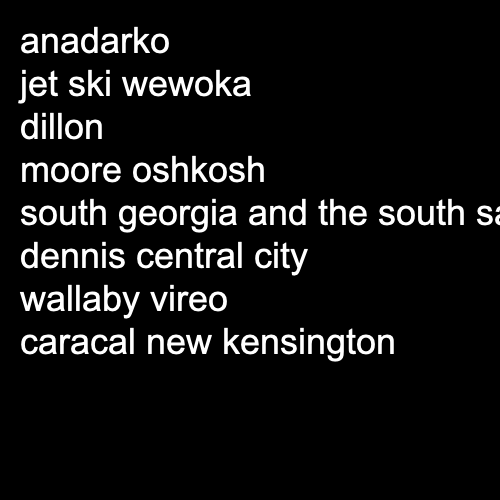 anadarko
jet ski wewoka
dillon
moore oshkosh
south georgia and the south
dennis central city
wallaby vireo
caracal new kensington